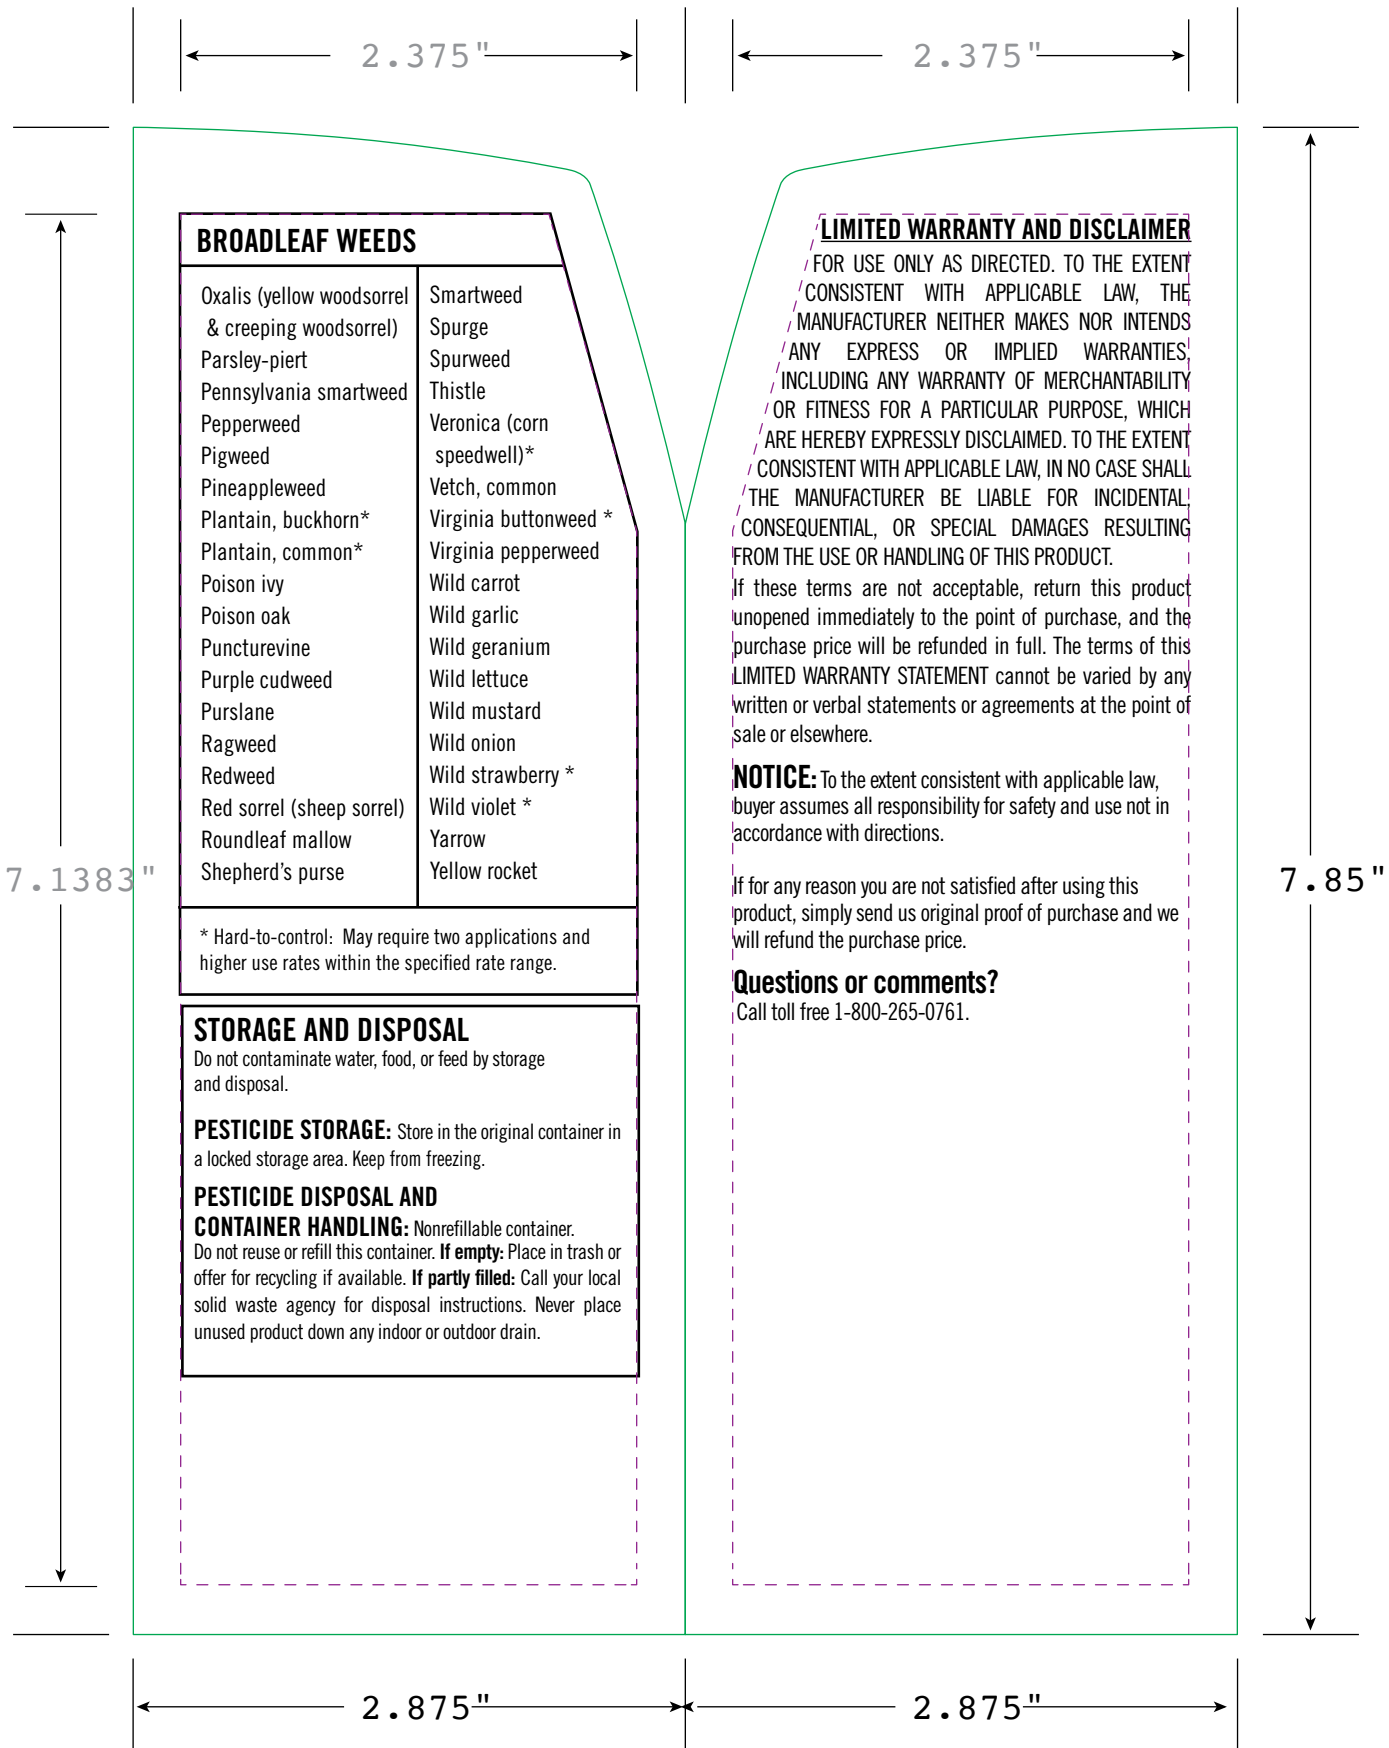 2.375"
2.375"
BROADLEAF WEEDS
Oxalis (yellow woodsorrel
& creeping woodsorrel)
Parsley-piert
Pennsylvania smartweed
Pepperweed
Pigweed
Pineappleweed
Plantain, buckhorn*
Plantain, common*
Poison ivy
Poison oak
Puncturevine
Purple cudweed
Purslane
Ragweed
Redweed
Red sorrel (sheep sorrel)
Roundleaf mallow
Shepherd's purse
Smartweed
Spurge
Spurweed
Thistle
Veronica (corn
speedwell)*
Vetch, common
Virginia buttonweed *
Virginia pepperweed
Wild carrot
Wild garlic
Wild geranium
Wild lettuce
Wild mustard
Wild onion
Wild strawberry *
Wild violet *
Yarrow
Yellow rocket
* Hard-to-control: May require two applications and
higher use rates within the specified rate range.
STORAGE AND DISPOSAL
Do not contaminate water, food, or feed by storage
and disposal.
PESTICIDE STORAGE: Store in the original container in
a locked storage area. Keep from freezing.
PESTICIDE DISPOSAL AND
CONTAINER HANDLING: Nonrefillable container.
Do not reuse or refill this container. If empty: Place in trash or
offer for recycling if available. If partly filled: Call your local
solid waste agency for disposal instructions. Never place
unused product down any indoor or outdoor drain.
LIMITED WARRANTY AND DISCLAIMER
FOR USE ONLY AS DIRECTED. TO THE EXTENT
CONSISTENT WITH APPLICABLE LAW, THE
MANUFACTURER NEITHER MAKES NOR INTENDS
ANY EXPRESS OR IMPLIED WARRANTIES,
INCLUDING ANY WARRANTY OF MERCHANTABILITY
OR FITNESS FOR A PARTICULAR PURPOSE, WHICH
ARE HEREBY EXPRESSLY DISCLAIMED. TO THE EXTENT
CONSISTENT WITH APPLICABLE LAW, IN NO CASE SHALL
THE MANUFACTURER BE LIABLE FOR INCIDENTAL,
CONSEQUENTIAL, OR SPECIAL DAMAGES RESULTING
FROM THE USE OR HANDLING OF THIS PRODUCT.
If these terms are not acceptable, return this product
unopened immediately to the point of purchase, and the
purchase price will be refunded in full. The terms of this
LIMITED WARRANTY STATEMENT cannot be varied by any
written or verbal statements or agreements at the point of
sale or elsewhere.
NOTICE: To the extent consistent with applicable law,
buyer assumes all responsibility for safety and use not in
accordance with directions.
If for any reason you are not satisfied after using this
product, simply send us original proof of purchase and we
will refund the purchase price.
Questions or comments?
Call toll free 1-800-265-0761.
7.1383"
7.85"
2.875"
2.875"